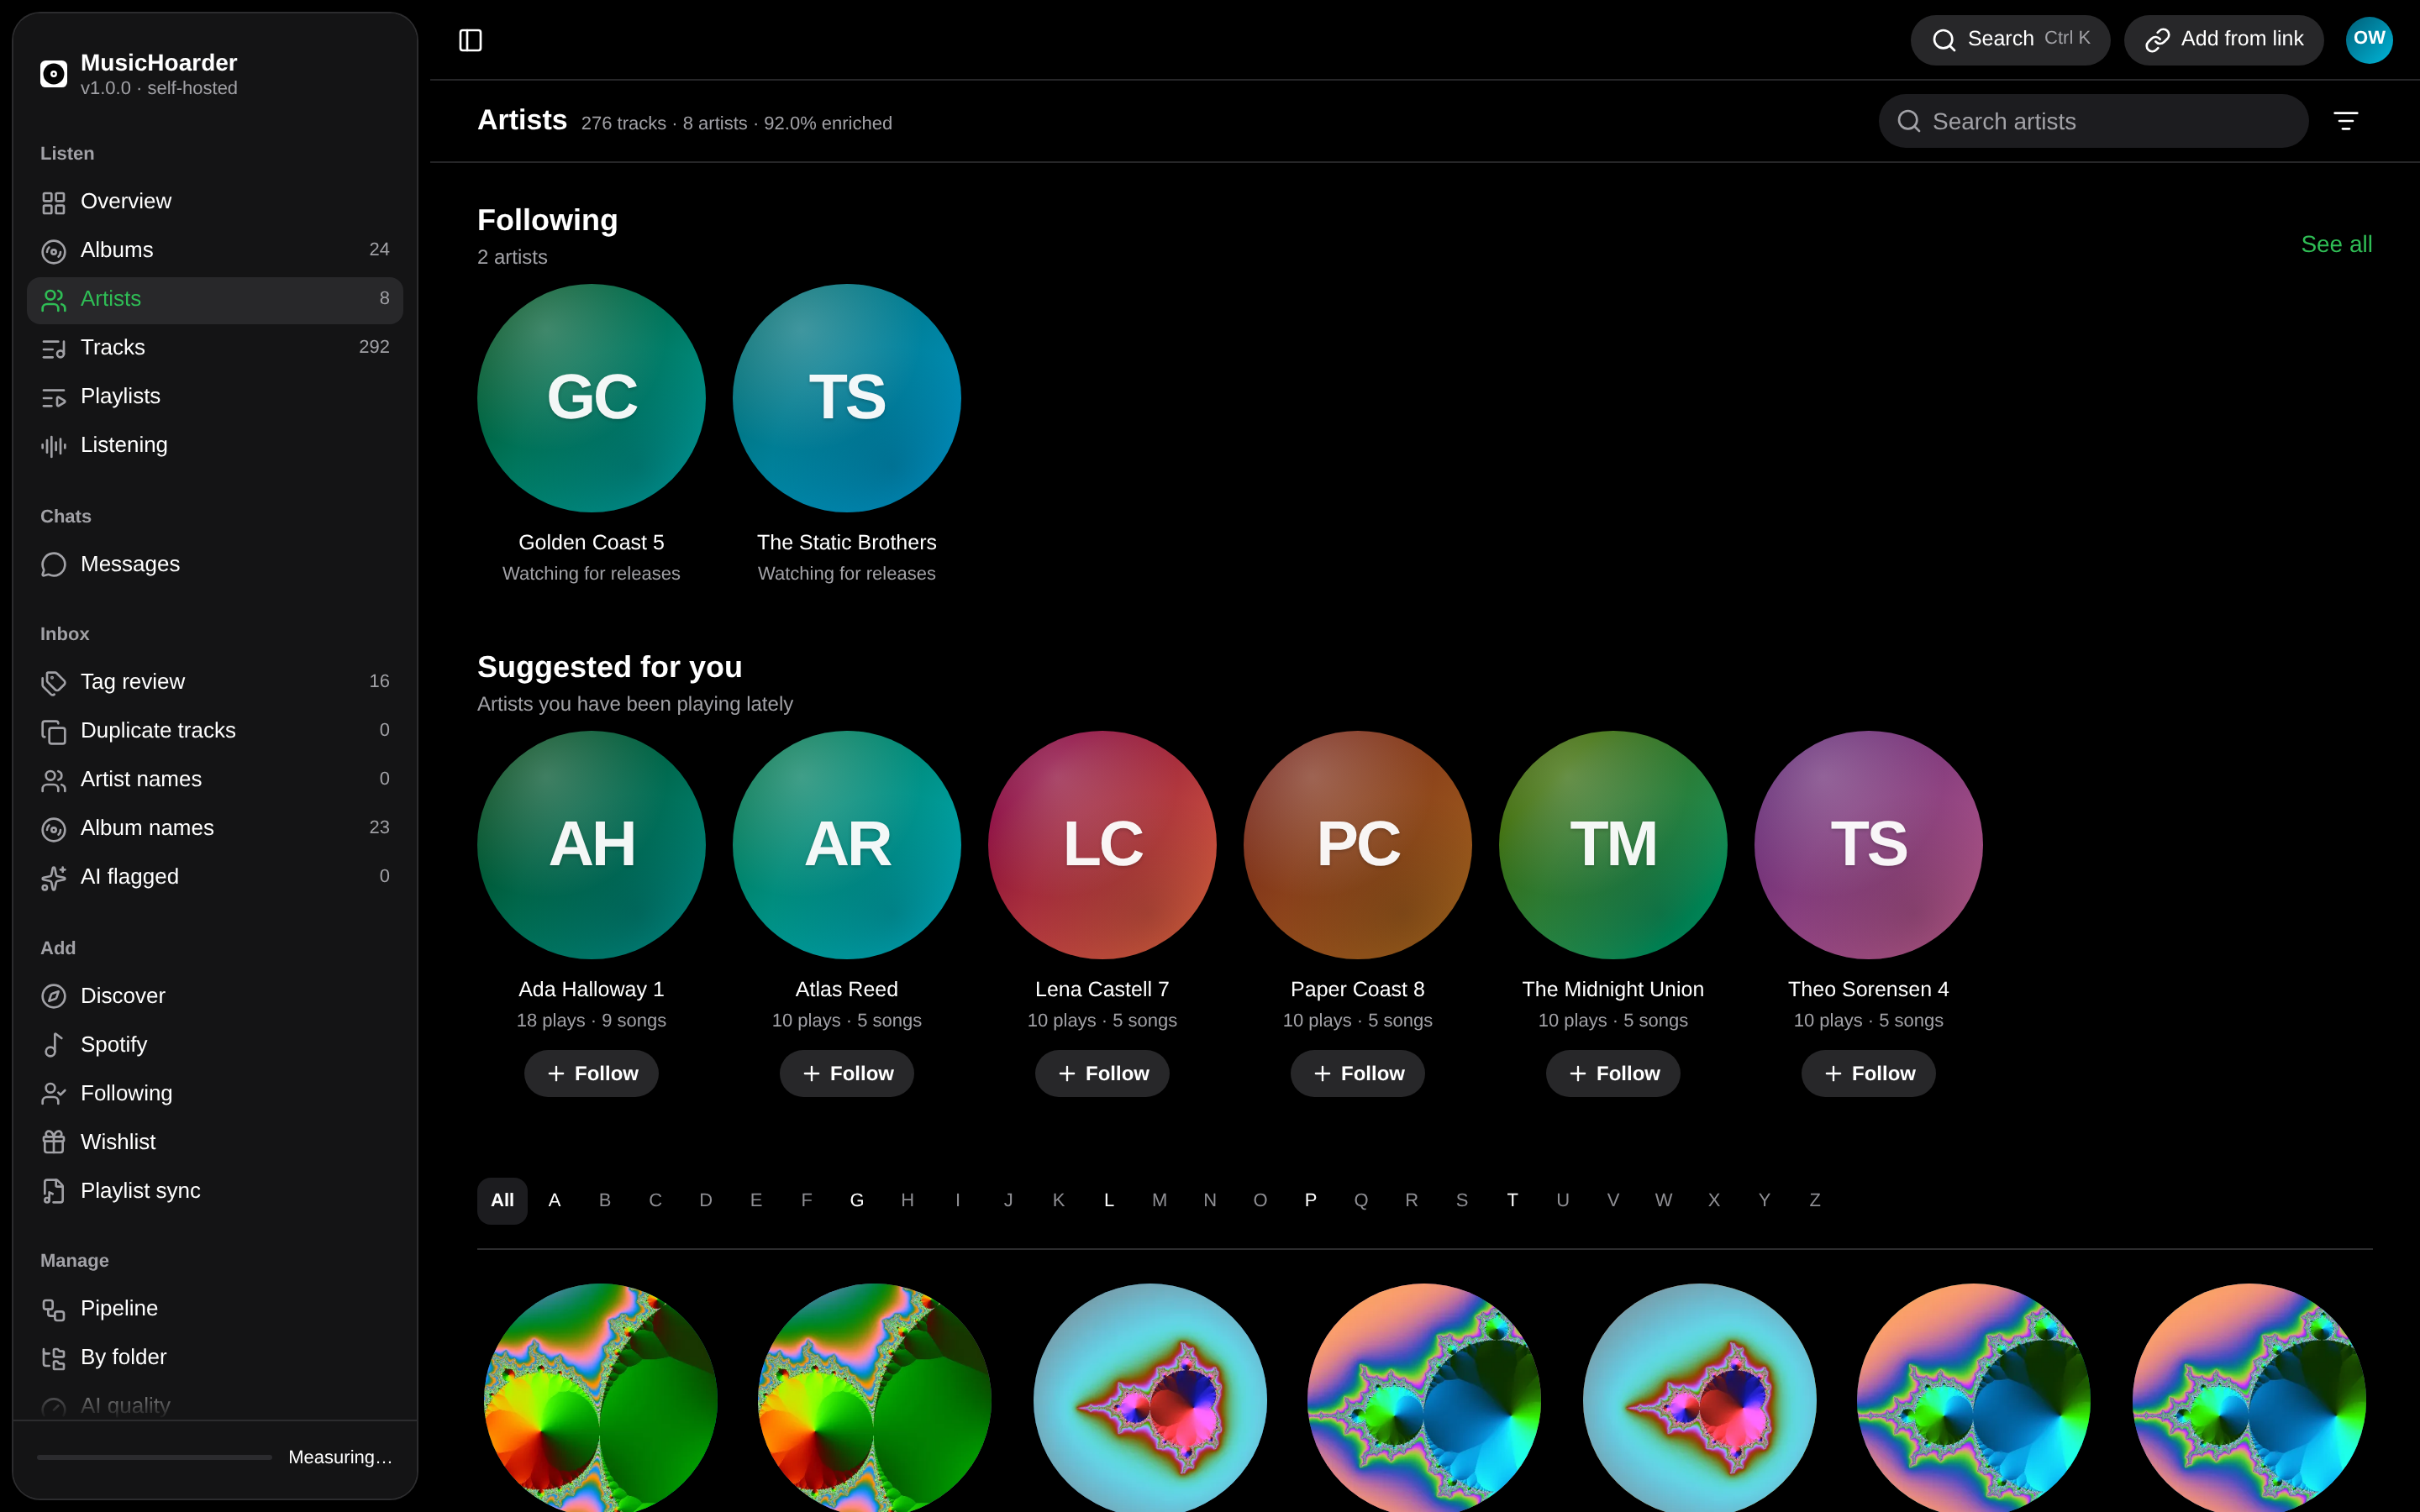 MusicHoarder
v1.0.0 · self-hosted
Listen
Overview
Albums 24
Artists 8
Tracks 292
Playlists
Listening
Chats
Messages
Inbox
Tag review 16
Duplicate tracks 0
Artist names 0
Album names 23
AI flagged 0
Add
Discover
Spotify
Following
Wishlist
Playlist sync
Manage
Pipeline
By folder
AI quality
Measuring…
Search Ctrl K
Add from link
OW
Artists 276 tracks · 8 artists · 92.0% enriched
Search artists
Following
2 artists
See all
GC TS
Golden Coast 5 The Static Brothers
Watching for releases Watching for releases
Suggested for you
Artists you have been playing lately
AH AR LC PC TM TS
Ada Halloway 1 Atlas Reed Lena Castell 7 Paper Coast 8 The Midnight Union Theo Sorensen 4
18 plays · 9 songs 10 plays · 5 songs 10 plays · 5 songs 10 plays · 5 songs 10 plays · 5 songs 10 plays · 5 songs
Follow Follow Follow Follow Follow Follow
All A B C D E F G H I J K L M N O P Q R S T U V W X Y Z